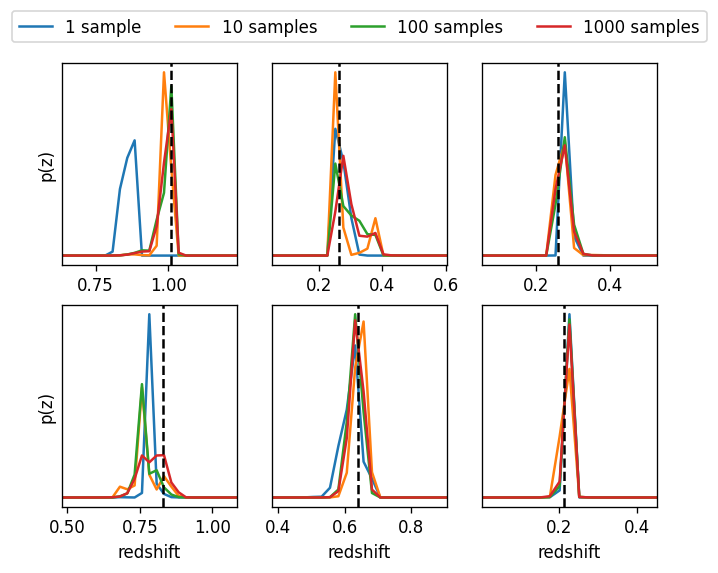 1 sample 10 samples 100 samples 1000 samples
p(z)
0.75 1.00 0.2 0.4 0.6 0.2 0.4
p(z)
0.50 0.75 1.00 0.4 0.6 0.8 0.2 0.4
redshift redshift redshift